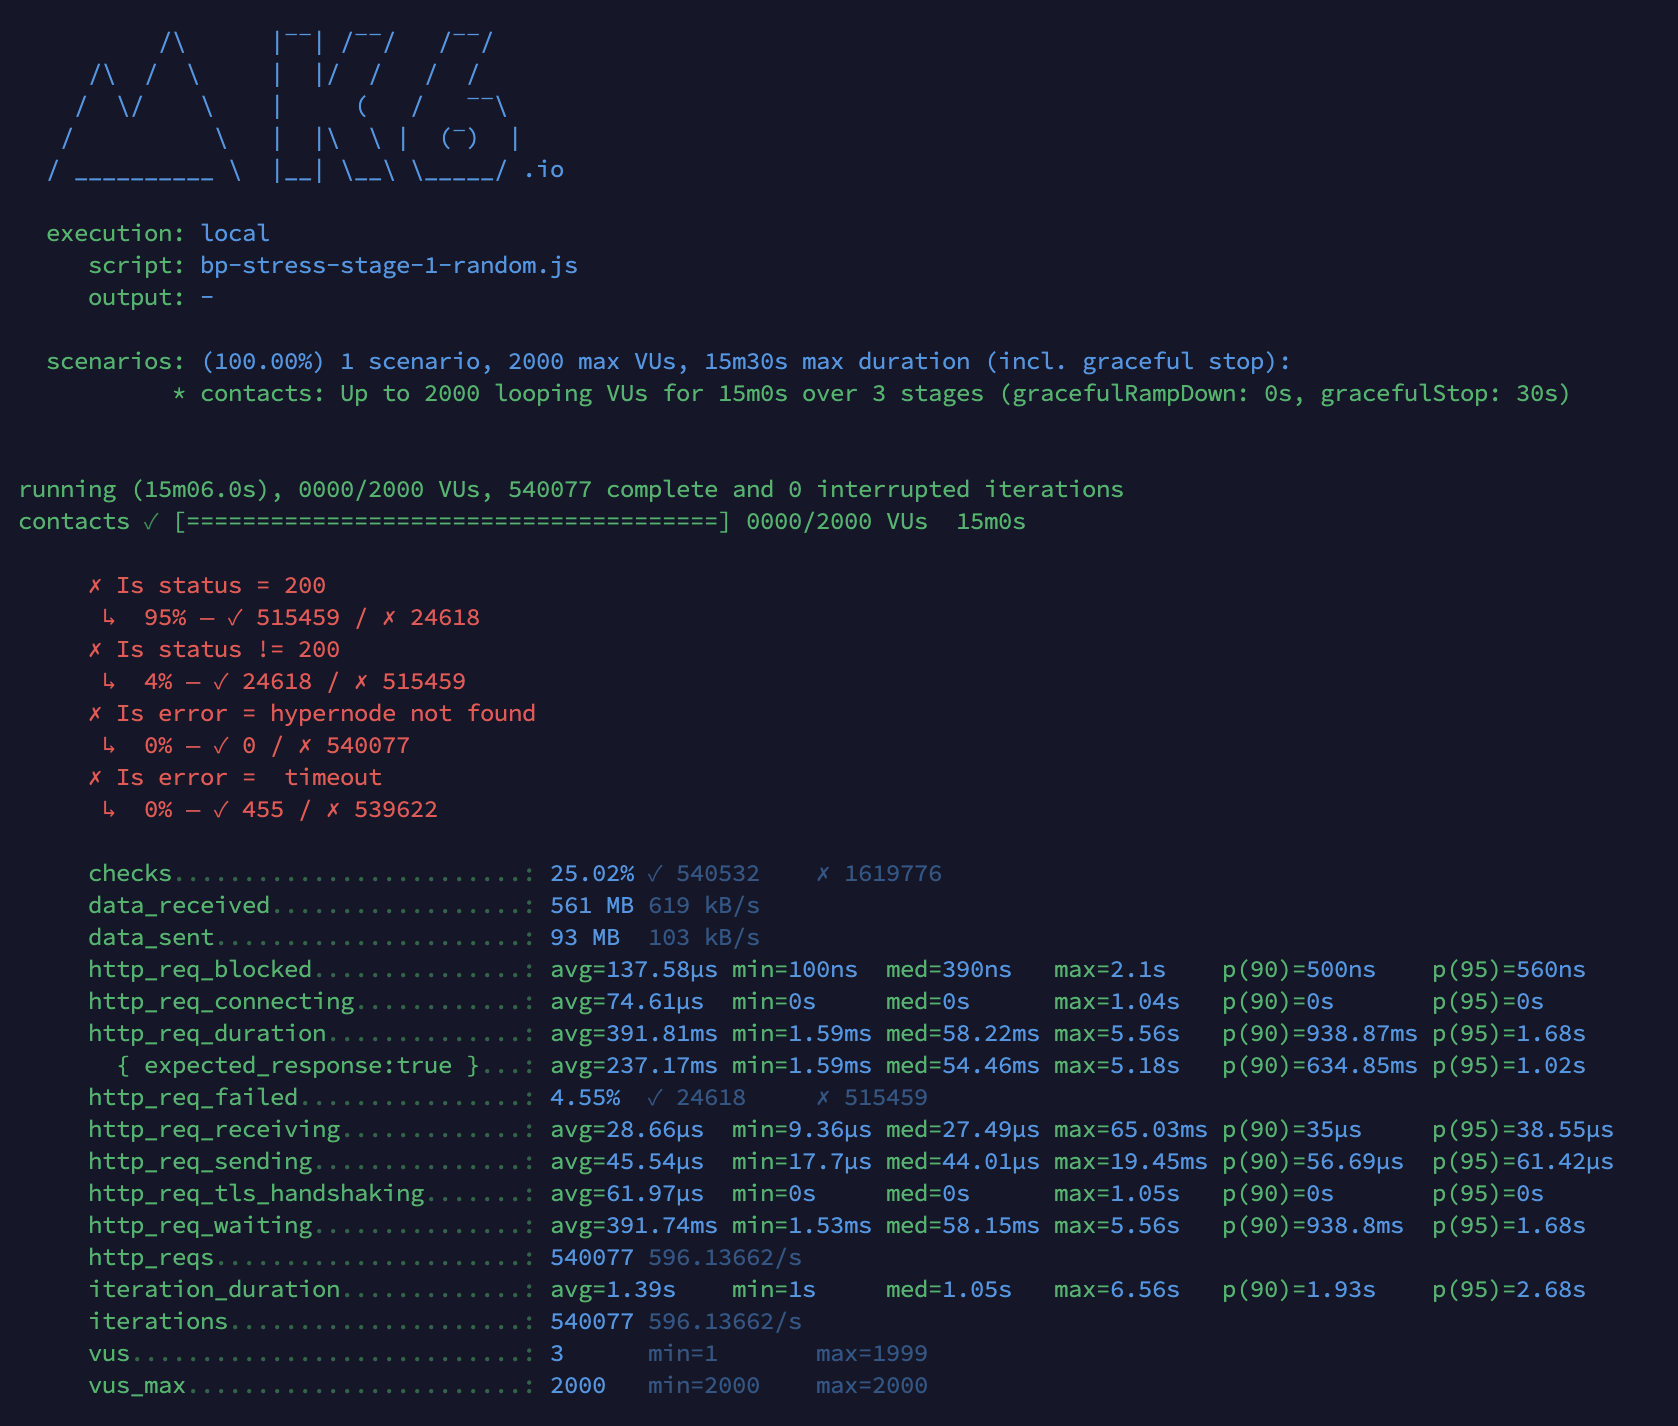 /\      |‾‾| /‾‾/   /‾‾/
    /\  /  \     |  |/  /   /  /
   /  \/    \    |     (   /   ‾‾\
  /          \   |  |\  \ |  (‾)  |
 / __________ \  |__| \__\ \_____/ .io
execution: local
script: bp-stress-stage-1-random.js
output: -
scenarios: (100.00%) 1 scenario, 2000 max VUs, 15m30s max duration (incl. graceful stop):
* contacts: Up to 2000 looping VUs for 15m0s over 3 stages (gracefulRampDown: 0s, gracefulStop: 30s)
running (15m06.0s), 0000/2000 VUs, 540077 complete and 0 interrupted iterations
contacts ✓ [======================================] 0000/2000 VUs  15m0s
✗ Is status = 200
↳  95% — ✓ 515459 / ✗ 24618
✗ Is status != 200
↳  4% — ✓ 24618 / ✗ 515459
✗ Is error = hypernode not found
↳  0% — ✓ 0 / ✗ 540077
✗ Is error =  timeout
↳  0% — ✓ 455 / ✗ 539622
checks.........................: 25.02% ✓ 540532    ✗ 1619776
data_received..................: 561 MB 619 kB/s
data_sent......................: 93 MB  103 kB/s
http_req_blocked...............: avg=137.58µs min=100ns  med=390ns   max=2.1s    p(90)=500ns    p(95)=560ns
http_req_connecting............: avg=74.61µs  min=0s     med=0s      max=1.04s   p(90)=0s       p(95)=0s
http_req_duration..............: avg=391.81ms min=1.59ms med=58.22ms max=5.56s   p(90)=938.87ms p(95)=1.68s
{ expected_response:true }...: avg=237.17ms min=1.59ms med=54.46ms max=5.18s   p(90)=634.85ms p(95)=1.02s
http_req_failed................: 4.55%  ✓ 24618     ✗ 515459
http_req_receiving.............: avg=28.66µs  min=9.36µs med=27.49µs max=65.03ms p(90)=35µs     p(95)=38.55µs
http_req_sending...............: avg=45.54µs  min=17.7µs med=44.01µs max=19.45ms p(90)=56.69µs  p(95)=61.42µs
http_req_tls_handshaking.......: avg=61.97µs  min=0s     med=0s      max=1.05s   p(90)=0s       p(95)=0s
http_req_waiting...............: avg=391.74ms min=1.53ms med=58.15ms max=5.56s   p(90)=938.8ms  p(95)=1.68s
http_reqs......................: 540077 596.13662/s
iteration_duration.............: avg=1.39s    min=1s     med=1.05s   max=6.56s   p(90)=1.93s    p(95)=2.68s
iterations.....................: 540077 596.13662/s
vus............................: 3      min=1       max=1999
vus_max........................: 2000   min=2000    max=2000